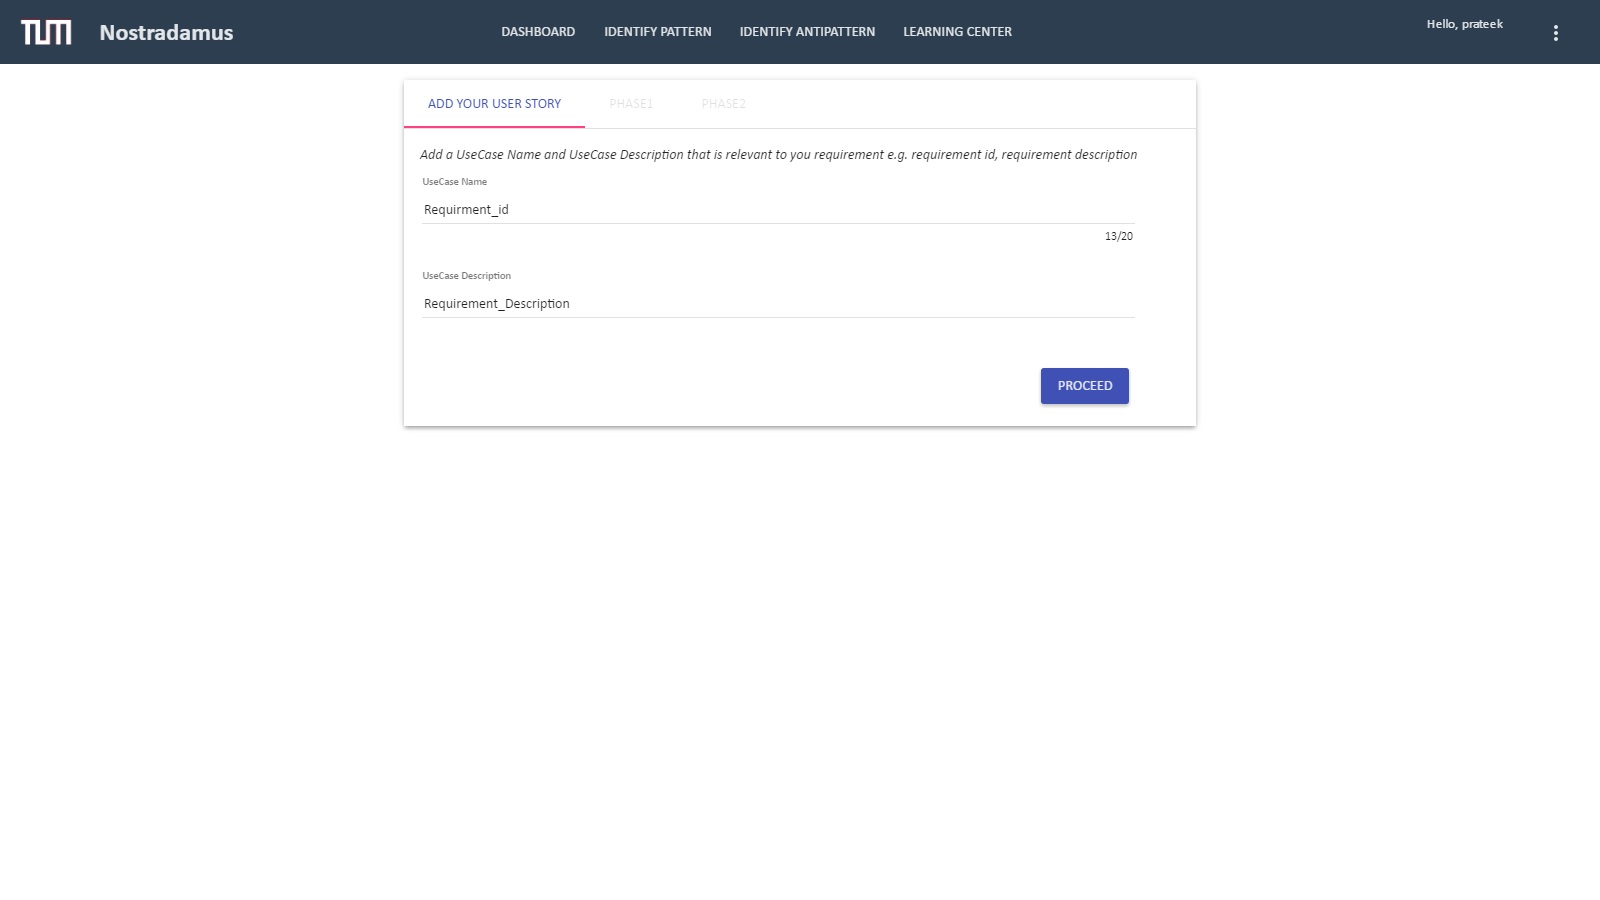 TUM Nostradamus DASHBOARD IDENTIFY PATTERN IDENTIFY ANTIPATTERN LEARNING CENTER Hello, prateek
ADD YOUR USER STORY PHASE1 PHASE2
Add a UseCase Name and UseCase Description that is relevant to you requirement e.g. requirement id, requirement description
UseCase Name
Requirment_id
13/20
UseCase Description
Requirement_Description
PROCEED